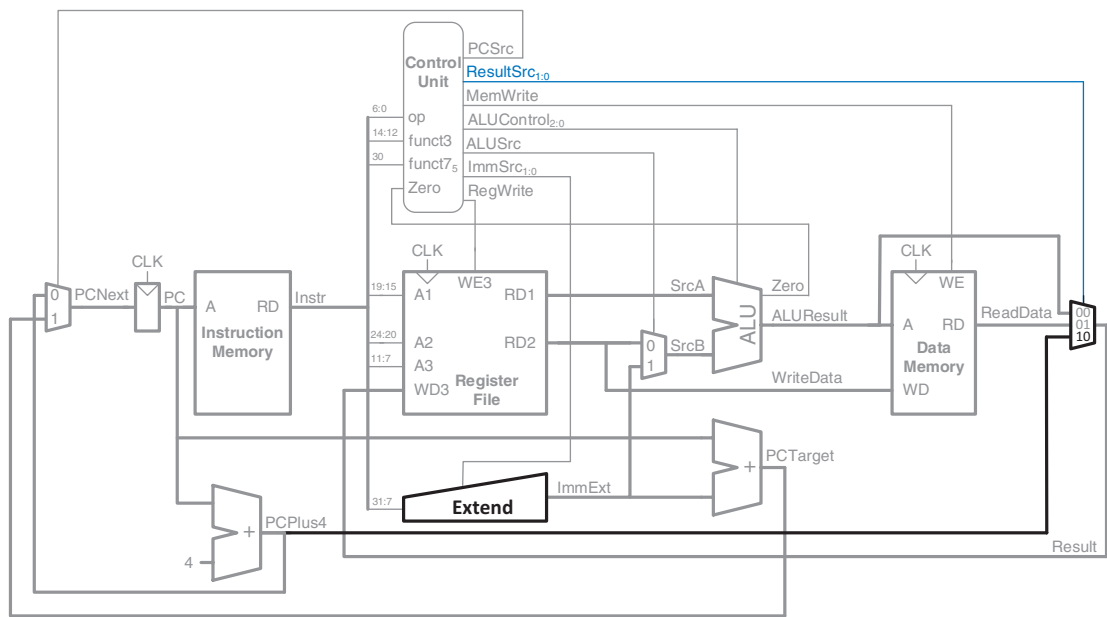 PCSrc
Control
Unit
ResultSrc1:0
MemWrite
6:0
op
ALUControl2:0
14:12
funct3
ALUSrc
30
funct75
ImmSrc1:0
Zero
RegWrite
CLK
CLK
CLK
0
1
PCNext
PC
A
RD
Instruction
Memory
Instr
19:15
A1
WE3
RD1
24:20
A2
RD2
11:7
A3
WD3
Register
File
SrcA
0
1
SrcB
ALU
Zero
ALUResult
WriteData
WE
A
RD
Data
Memory
WD
ReadData
00
01
10
31:7
Extend
ImmExt
+
PCTarget
+
PCPlus4
4
Result